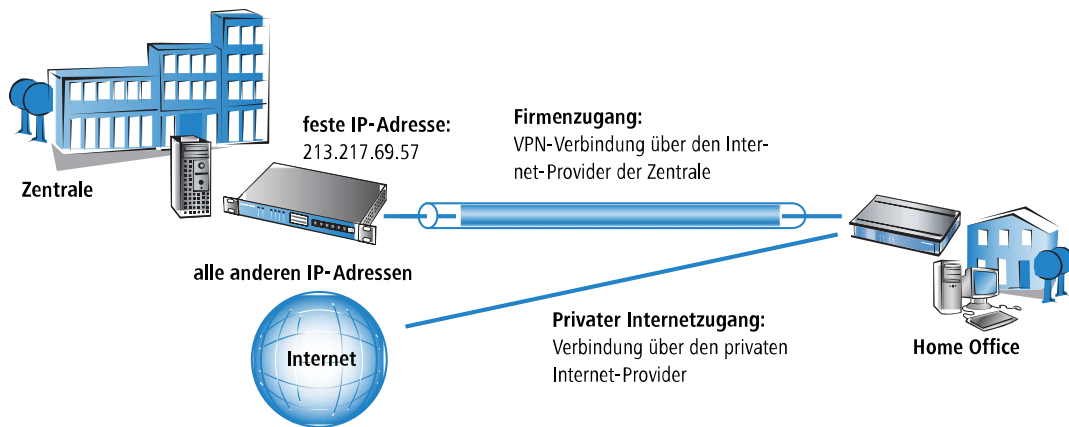 Zentrale
feste IP-Adresse:
213.217.69.57
Firmenzugang:
VPN-Verbindung über den Inter-
net-Provider der Zentrale
alle anderen IP-Adressen
Internet
Privater Internetzugang:
Verbindung über den privaten
Internet-Provider
Home Office